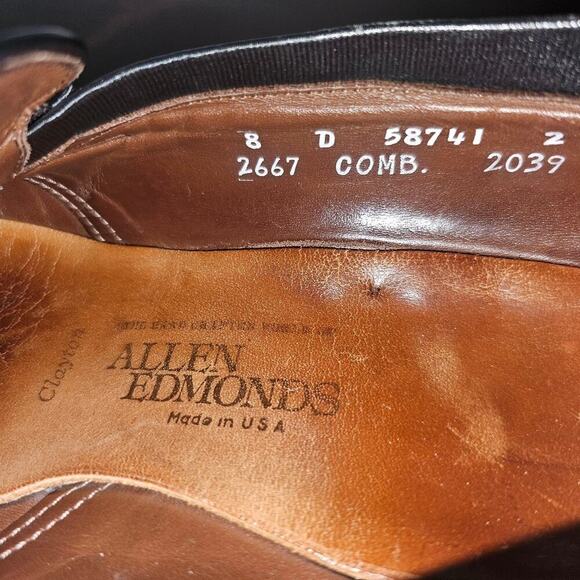 8 D 58741 2
2667 COMB. 2039
Clayton
ALLEN
EDMONDS
Made in USA